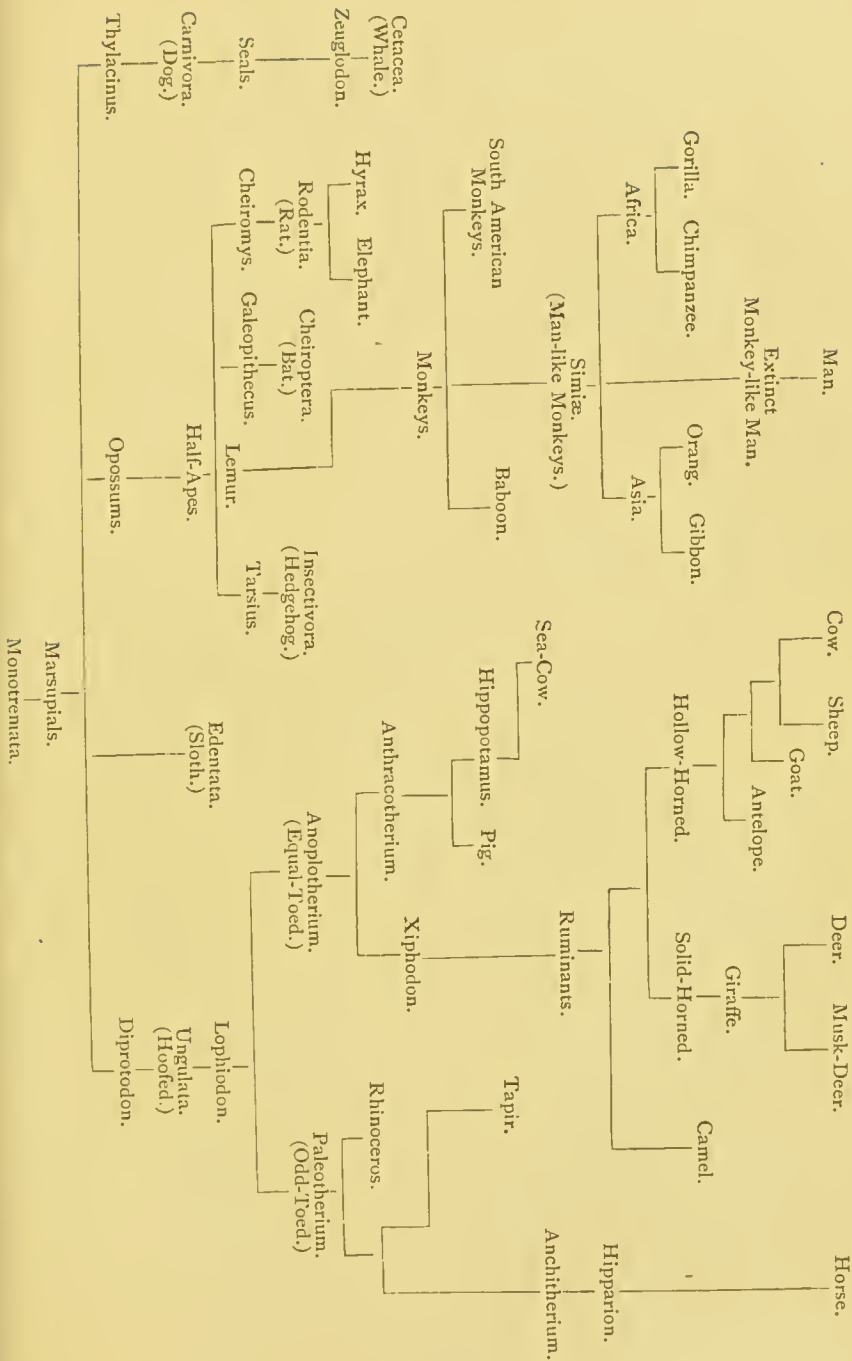 Man.
Cow. Sheep.
Deer. Musk-Deer.
Horse.
Extinct
Monkey-like Man.
Goat.
Antelope.
Giraffe.
Gorilla. Chimpanzee.
Orang. Gibbon.
Hollow-Horned.
Solid-Horned.
Camel.
Africa.
Asia.
Hipparion.
Simiæ.
(Man-like Monkeys.)
Sea-Cow.
Ruminants.
Anchitherium.
South American
Monkeys.
Baboon.
Hippopotamus. Pig.
Tapir.
Monkeys.
Xiphodon.
Cetacea.
(Whale.)
Anthracotherium.
Rhinoceros.
Hyrax. Elephant.
Zeuglodon.
Rodentia.
(Rat.)
Cheiroptera.
(Bat.)
Insectivora.
(Hedgehog.)
Anoplotherium.
(Equal-Toed.)
Paleotherium.
(Odd-Toed.)
Seals.
Cheiromys.
Galeopithecus.
Lemur.
Tarsius.
Lophiodon.
Edentata.
(Sloth.)
Carnivora.
(Dog.)
Half-Apes.
Ungulata.
(Hoofed.)
Thylacinus.
Opossums.
Diprotodon.
Marsupials.
Monotremata.